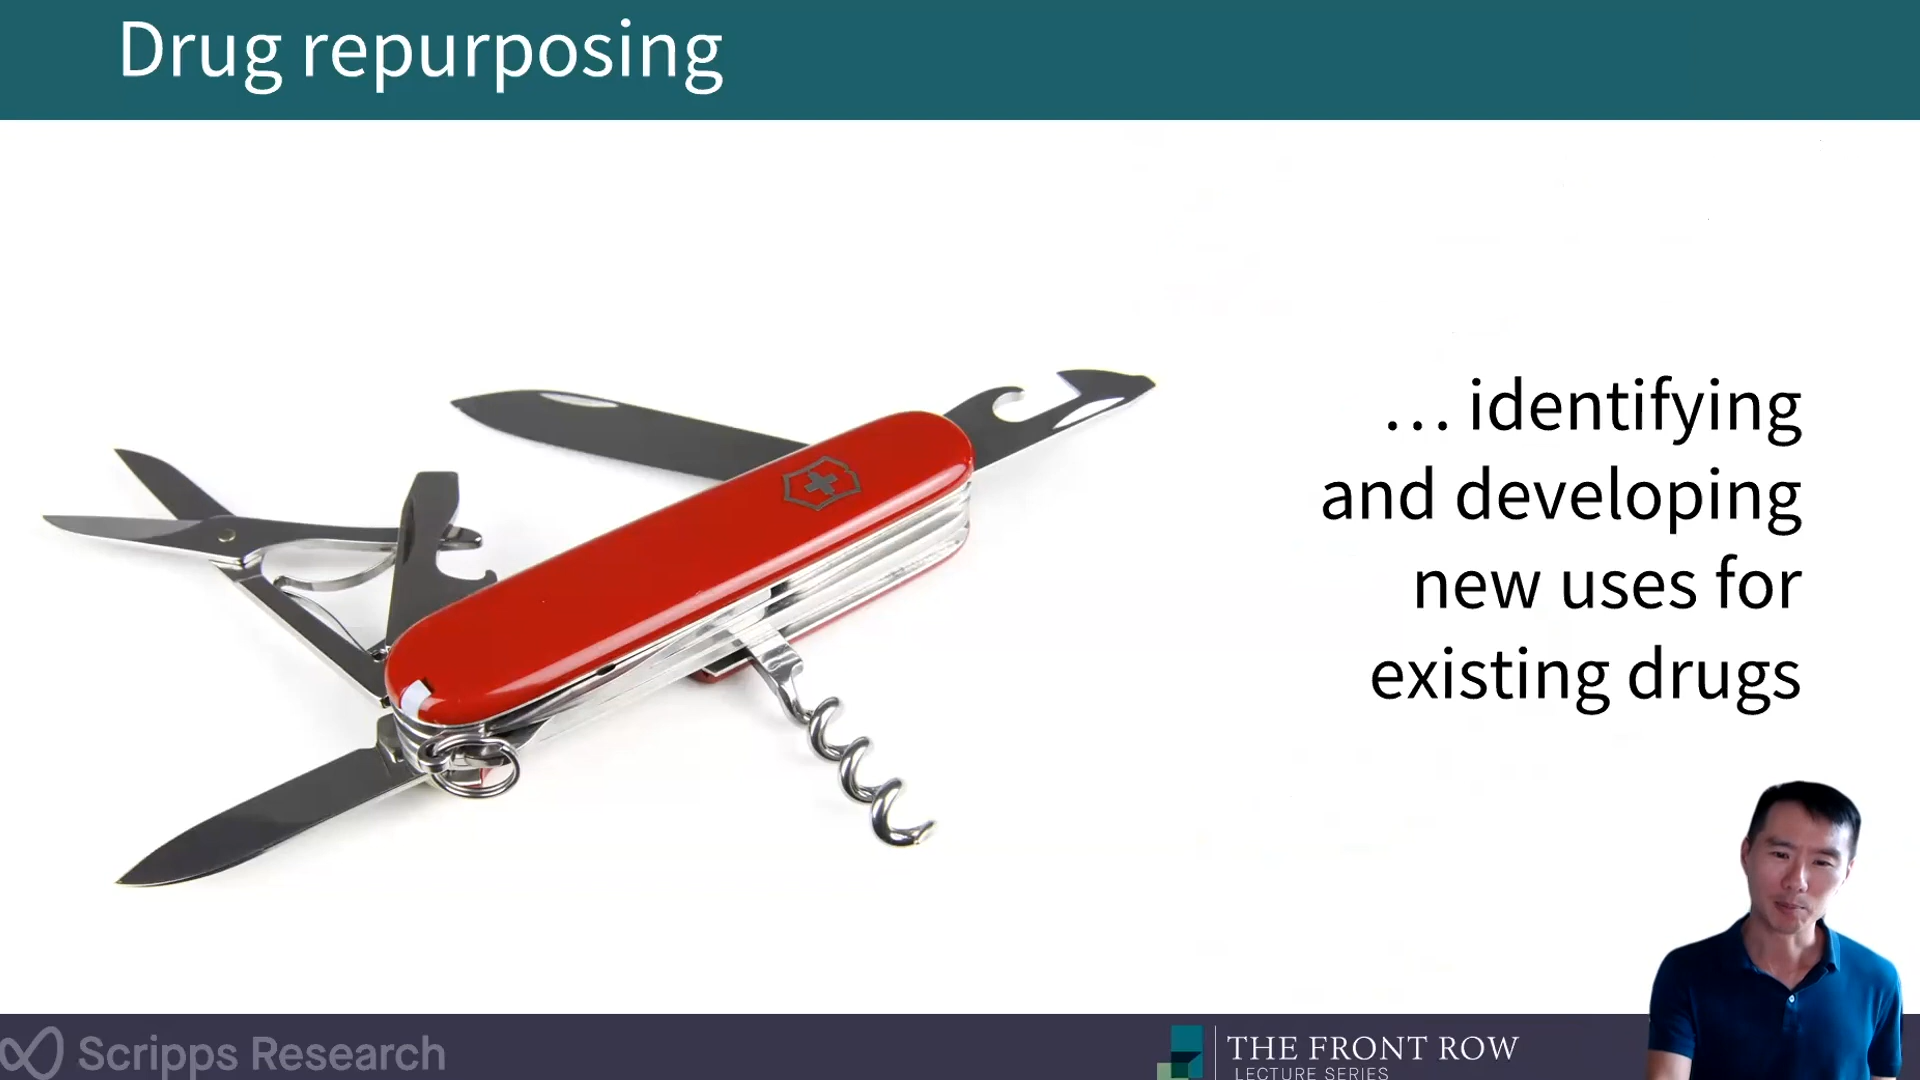 Drug repurposing
… identifying
and developing
new uses for
existing drugs
Scripps Research
THE FRONT ROW
LECTURE SERIES